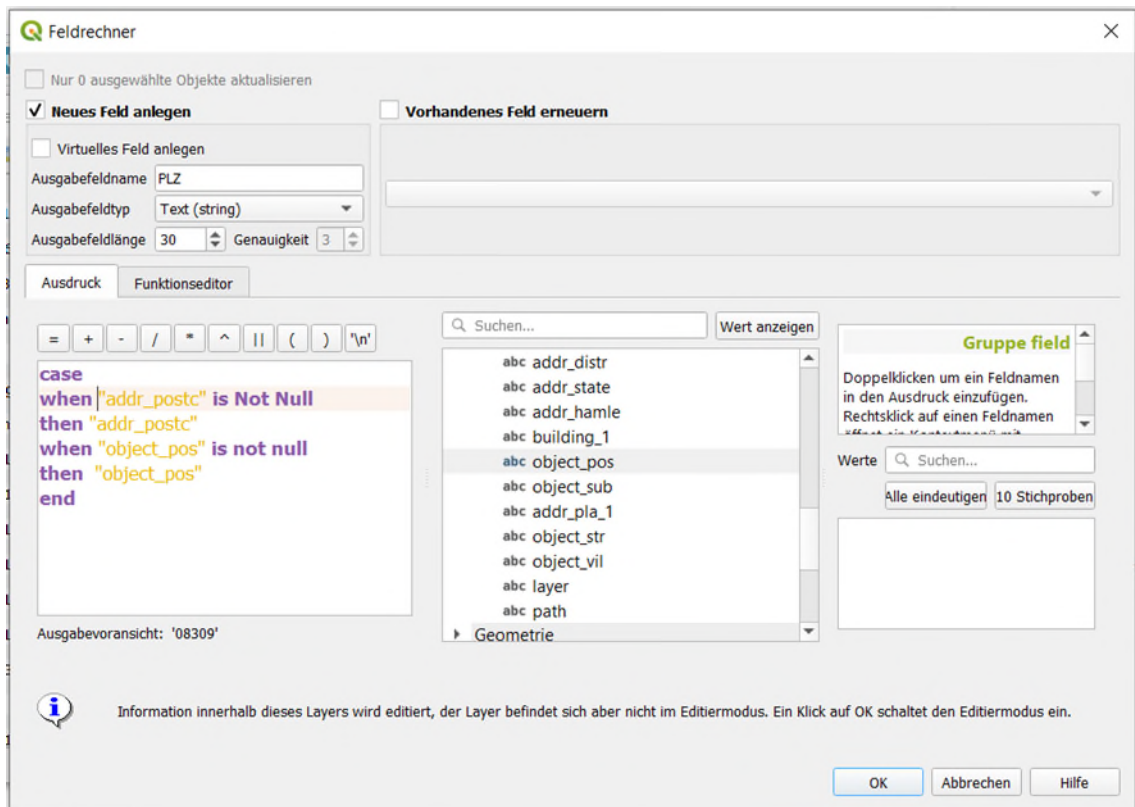 Feldrechner
Nur 0 ausgewählte Objekte aktualisieren
Neues Feld anlegen
Vorhandenes Feld erneuern
Virtuelles Feld anlegen
Ausgabefeldname PLZ
Ausgabefeldtyp Text (string)
Ausgabefeldlänge 30 Genauigkeit 3
Ausdruck Funktionseditor
= + - / * ^ || ( ) '\n'
case
when "addr_postc" is Not Null
then "addr_postc"
when "object_pos" is not null
then "object_pos"
end
Ausgabevoransicht: '08309'
Suchen... Wert anzeigen
abc addr_distr
abc addr_state
abc addr_hamle
abc building_1
abc object_pos
abc object_sub
abc addr_pla_1
abc object_str
abc object_vil
abc layer
abc path
Geometrie
Gruppe field
Doppelklicken um ein Feldnamen
in den Ausdruck einzufügen.
Rechtsklick auf einen Feldnamen
Werte Suchen...
Alle eindeutigen 10 Stichproben
Information innerhalb dieses Layers wird editiert, der Layer befindet sich aber nicht im Editiermodus. Ein Klick auf OK schaltet den Editiermodus ein.
OK Abbrechen Hilfe